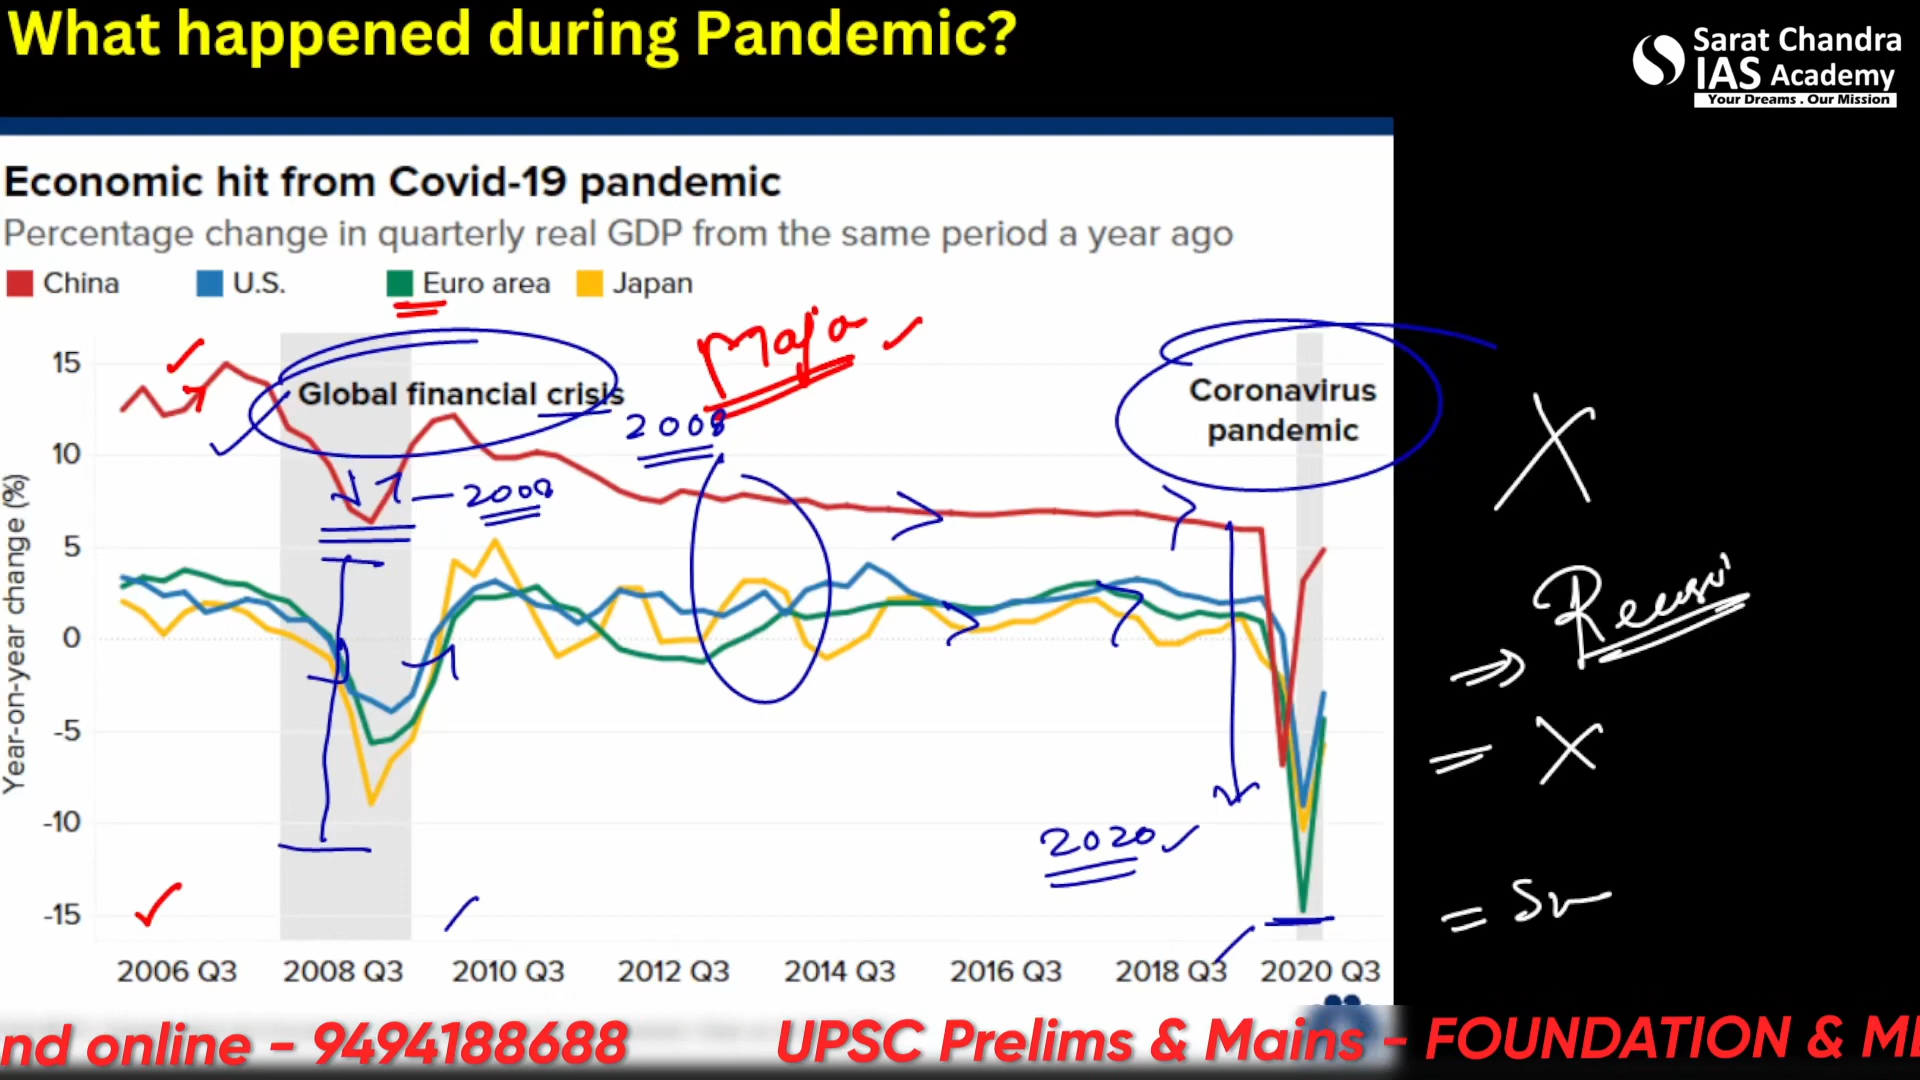 What happened during Pandemic?
Sarat Chandra
IAS Academy
Your Dreams . Our Mission
Economic hit from Covid-19 pandemic
Percentage change in quarterly real GDP from the same period a year ago
China U.S. Euro area Japan
Major
Global financial crisis
2008
2008
Coronavirus
pandemic
Year-on-year change (%)
15
10
5
0
-5
-10
-15
2020
2006 Q3 2008 Q3 2010 Q3 2012 Q3 2014 Q3 2016 Q3 2018 Q3 2020 Q3
nd online - 9494188688 UPSC Prelims & Mains - FOUNDATION & M